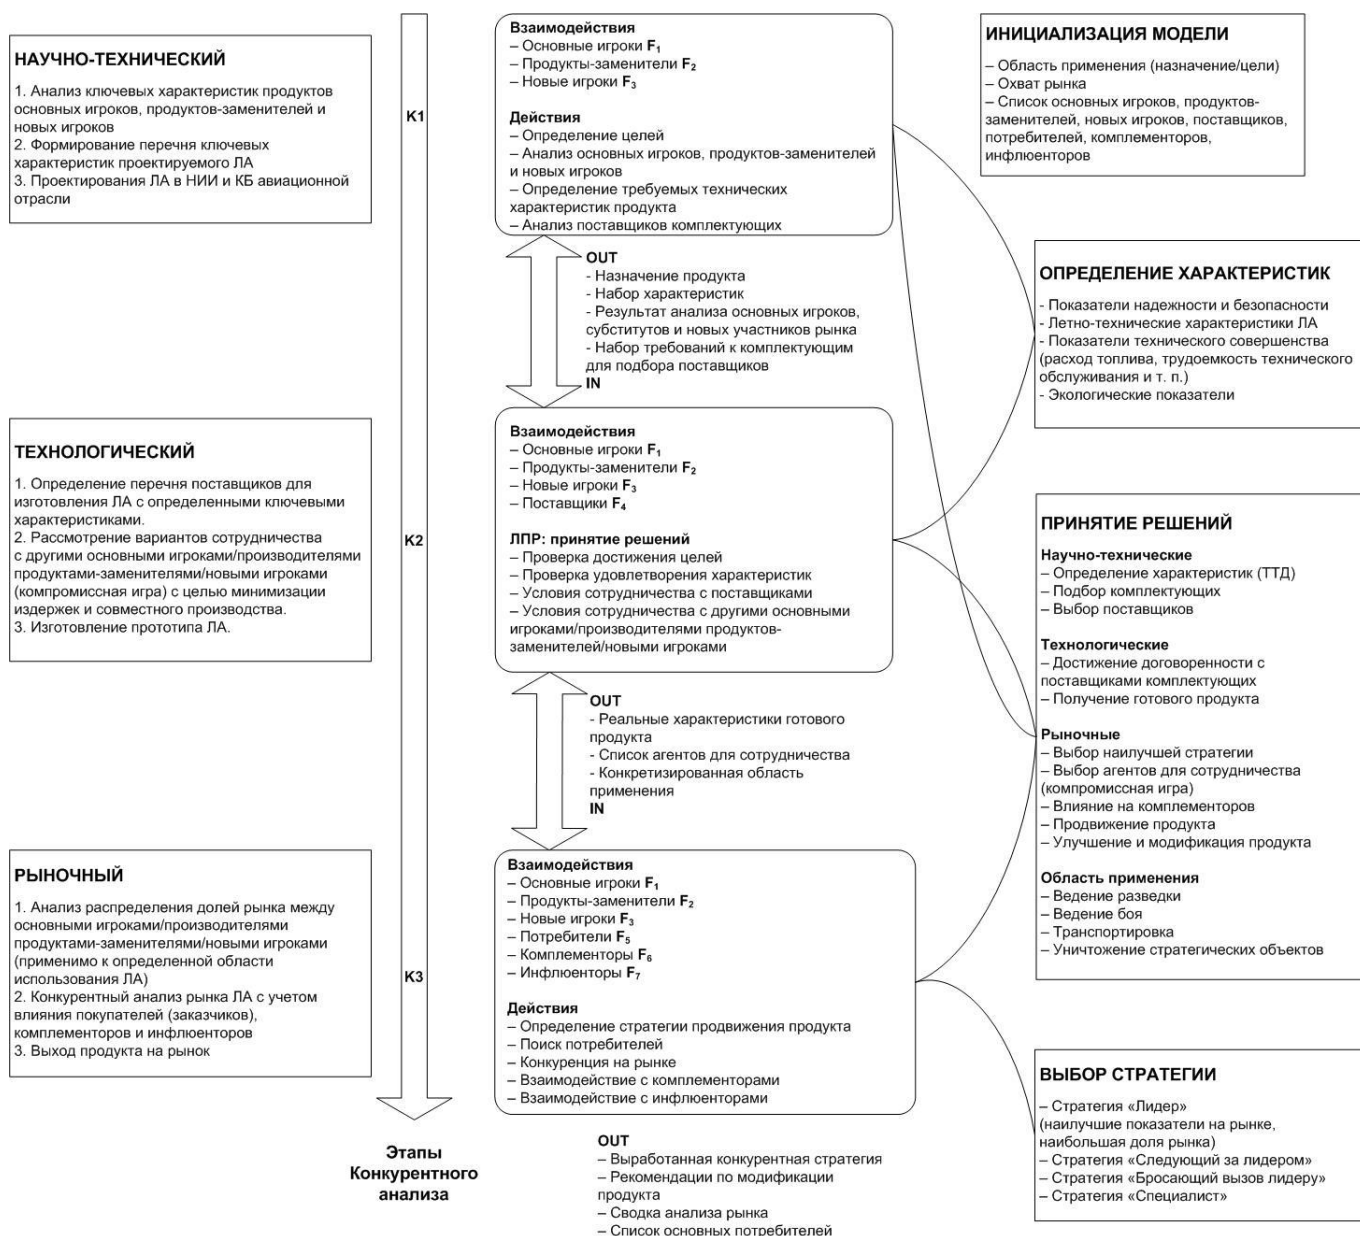 НАУЧНО-ТЕХНИЧЕСКИЙ
1. Анализ ключевых характеристик продуктов
основных игроков, продуктов-заменителей и
новых игроков
2. Формирование перечня ключевых
характеристик проектируемого ЛА
3. Проектирования ЛА в НИИ и КБ авиационной
отрасли
K1
Взаимодействия
– Основные игроки F₁
– Продукты-заменители F₂
– Новые игроки F₃
Действия
– Определение целей
– Анализ основных игроков, продуктов-заменителей
и новых игроков
– Определение требуемых технических
характеристик продукта
– Анализ поставщиков комплектующих
ИНИЦИАЛИЗАЦИЯ МОДЕЛИ
– Область применения (назначение/цели)
– Охват рынка
– Список основных игроков, продуктов-
заменителей, новых игроков, поставщиков,
потребителей, комплементоров,
инфлюенторов
OUT
- Назначение продукта
- Набор характеристик
- Результат анализа основных игроков,
субститутов и новых участников рынка
- Набор требований к комплектующим
для подбора поставщиков
IN
ОПРЕДЕЛЕНИЕ ХАРАКТЕРИСТИК
- Показатели надежности и безопасности
- Летно-технические характеристики ЛА
- Показатели технического совершенства
(расход топлива, трудоемкость технического
обслуживания и т. п.)
- Экологические показатели
ТЕХНОЛОГИЧЕСКИЙ
1. Определение перечня поставщиков для
изготовления ЛА с определенными ключевыми
характеристиками.
2. Рассмотрение вариантов сотрудничества
с другими основными игроками/производителями
продуктами-заменителями/новыми игроками
(компромиссная игра) с целью минимизации
издержек и совместного производства.
3. Изготовление прототипа ЛА.
K2
Взаимодействия
– Основные игроки F₁
– Продукты-заменители F₂
– Новые игроки F₃
– Поставщики F₄
ЛПР: принятие решений
– Проверка достижения целей
– Проверка удовлетворения характеристик
– Условия сотрудничества с поставщиками
– Условия сотрудничества с другими основными
игроками/производителями продуктов-
заменителей/новыми игроками
ПРИНЯТИЕ РЕШЕНИЙ
Научно-технические
– Определение характеристик (ТТД)
– Подбор комплектующих
– Выбор поставщиков
Технологические
– Достижение договоренности с
поставщиками комплектующих
– Получение готового продукта
Рыночные
– Выбор наилучшей стратегии
– Выбор агентов для сотрудничества
(компромиссная игра)
– Влияние на комплементоров
– Продвижение продукта
– Улучшение и модификация продукта
Область применения
– Ведение разведки
– Ведение боя
– Транспортировка
– Уничтожение стратегических объектов
OUT
- Реальные характеристики готового
продукта
- Список агентов для сотрудничества
- Конкретизированная область
применения
IN
РЫНОЧНЫЙ
1. Анализ распределения долей рынка между
основными игроками/производителями
продуктами-заменителями/новыми игроками
(применимо к определенной области
использования ЛА)
2. Конкурентный анализ рынка ЛА с учетом
влияния покупателей (заказчиков),
комплементоров и инфлюенторов
3. Выход продукта на рынок
K3
Взаимодействия
– Основные игроки F₁
– Продукты-заменители F₂
– Новые игроки F₃
– Потребители F₅
– Комплементоры F₆
– Инфлюенторы F₇
Действия
– Определение стратегии продвижения продукта
– Поиск потребителей
– Конкуренция на рынке
– Взаимодействие с комплементорами
– Взаимодействие с инфлюенторами
ВЫБОР СТРАТЕГИИ
– Стратегия «Лидер»
(наилучшие показатели на рынке,
наибольшая доля рынка)
– Стратегия «Следующий за лидером»
– Стратегия «Бросающий вызов лидеру»
– Стратегия «Специалист»
Этапы
Конкурентного
анализа
OUT
– Выработанная конкурентная стратегия
– Рекомендации по модификации
продукта
– Сводка анализа рынка
– Список основных потребителей